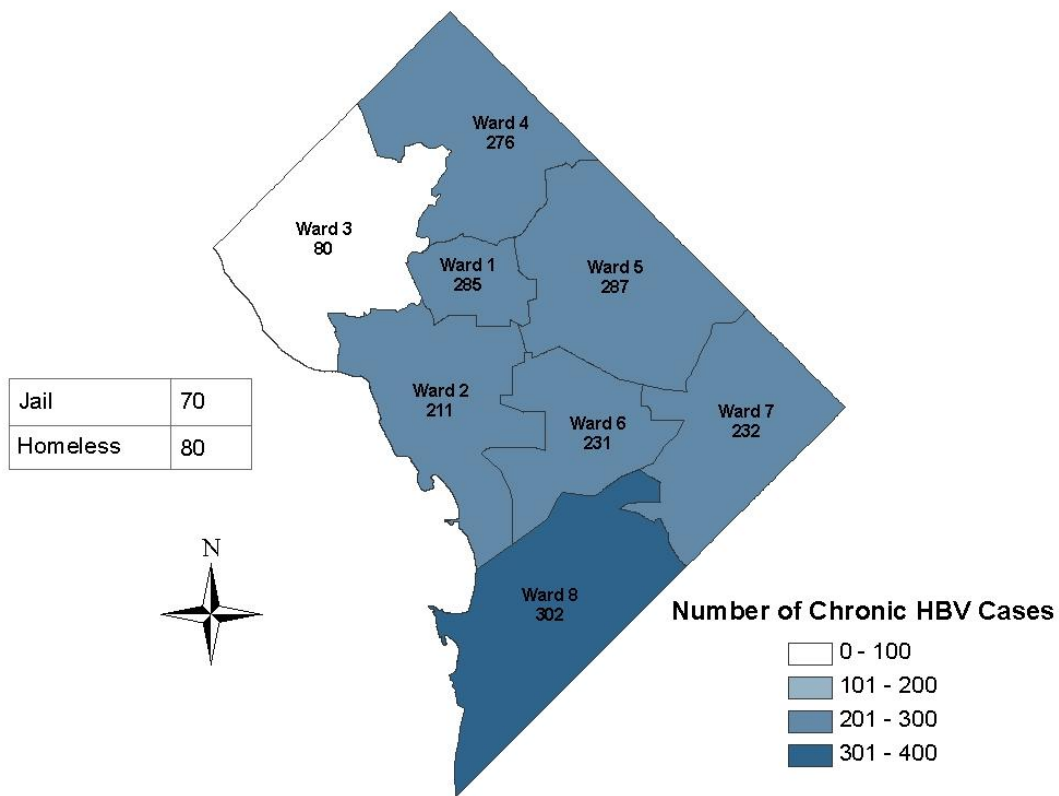 Ward 4
276
Ward 3
80
Ward 1
285
Ward 5
287
Ward 2
211
Ward 6
231
Ward 7
232
Jail 70
Homeless 80
N
Ward 8
302
Number of Chronic HBV Cases
0 - 100
101 - 200
201 - 300
301 - 400